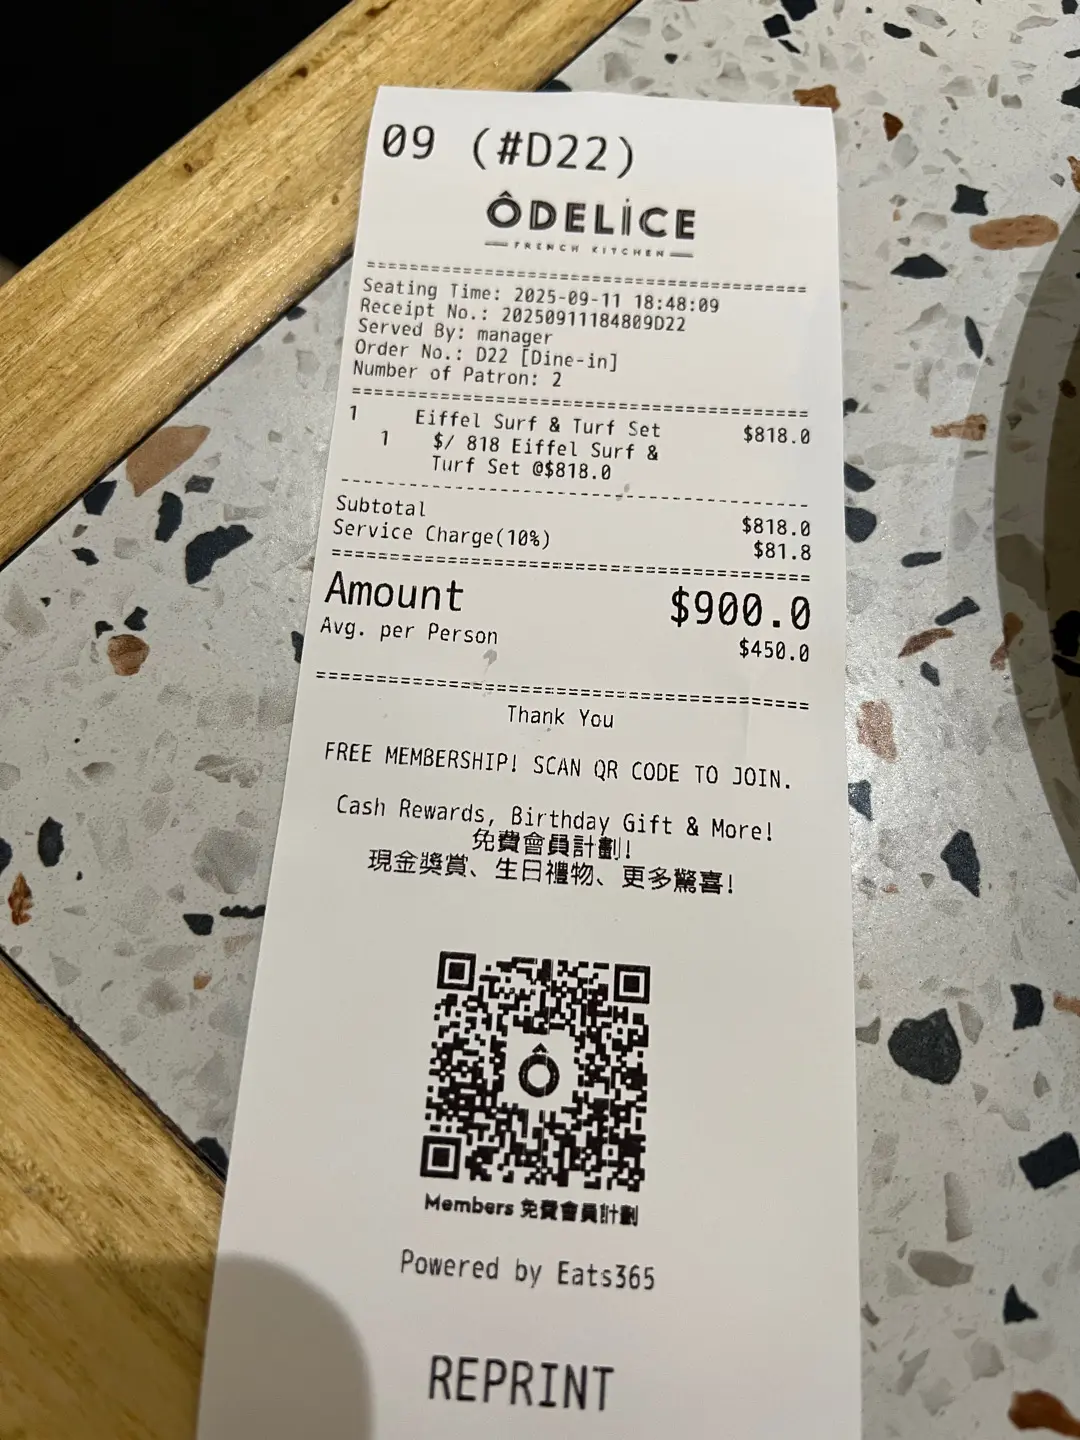 09 (#D22)
ÔDELİCE
FRENCH KITCHEN
========================================
Seating Time: 2025-09-11 18:48:09
Receipt No.: 20250911184809D22
Served By: manager
Order No.: D22 [Dine-in]
Number of Patron: 2
========================================
1 Eiffel Surf & Turf Set $818.0
1 $/ 818 Eiffel Surf &
Turf Set @$818.0
----------------------------------------
Subtotal $818.0
Service Charge(10%) $81.8
========================================
Amount $900.0
Avg. per Person $450.0
========================================
Thank You
FREE MEMBERSHIP! SCAN QR CODE TO JOIN.
Cash Rewards, Birthday Gift & More!
免費會員計劃!
現金獎賞、生日禮物、更多驚喜!
Ô
Members 免費會員計劃
Powered by Eats365
REPRINT